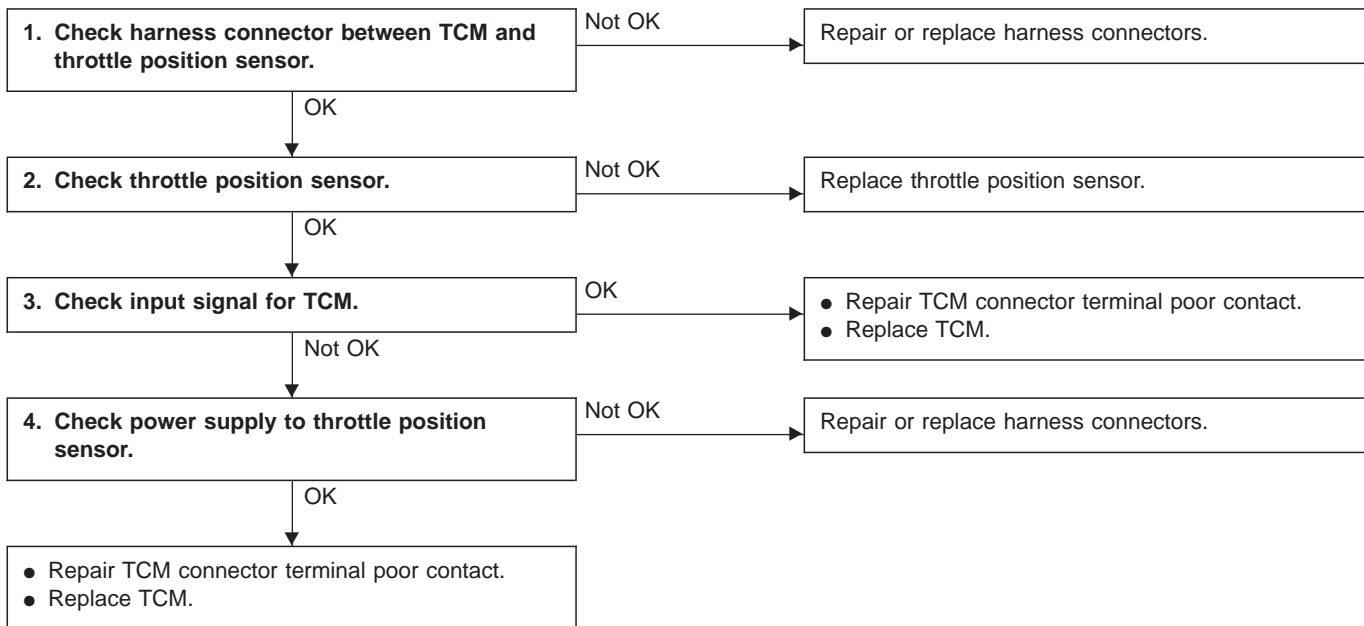 1. Check harness connector between TCM and
throttle position sensor.
Not OK
Repair or replace harness connectors.
OK
2. Check throttle position sensor.
Not OK
Replace throttle position sensor.
OK
3. Check input signal for TCM.
OK
● Repair TCM connector terminal poor contact.
● Replace TCM.
Not OK
4. Check power supply to throttle position
sensor.
Not OK
Repair or replace harness connectors.
OK
● Repair TCM connector terminal poor contact.
● Replace TCM.